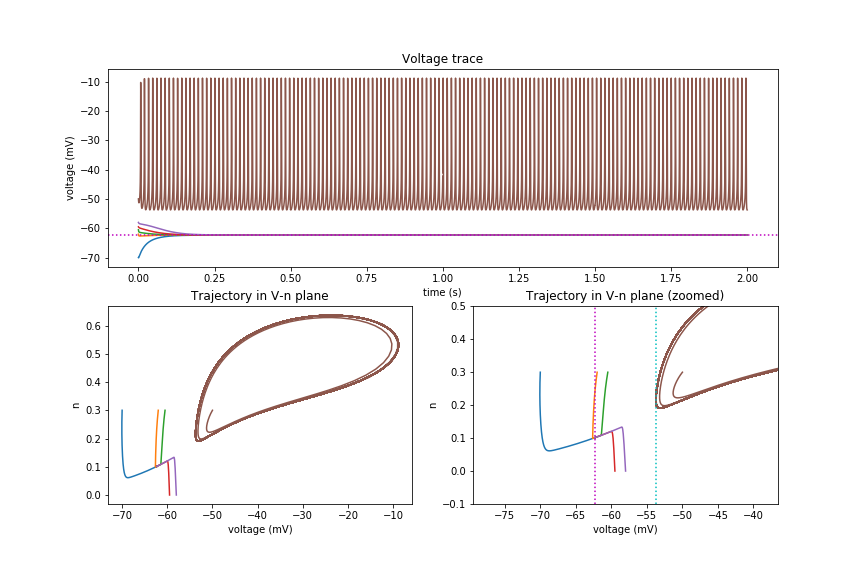 Voltage trace
voltage (mV)
−10
−20
−30
−40
−50
−60
−70
0.00 0.25 0.50 0.75 1.00 1.25 1.50 1.75 2.00
time (s)
Trajectory in V-n plane
n
0.6
0.5
0.4
0.3
0.2
0.1
0.0
−70 −60 −50 −40 −30 −20 −10
voltage (mV)
Trajectory in V-n plane (zoomed)
n
0.5
0.4
0.3
0.2
0.1
0.0
−0.1
−75 −70 −65 −60 −55 −50 −45 −40
voltage (mV)